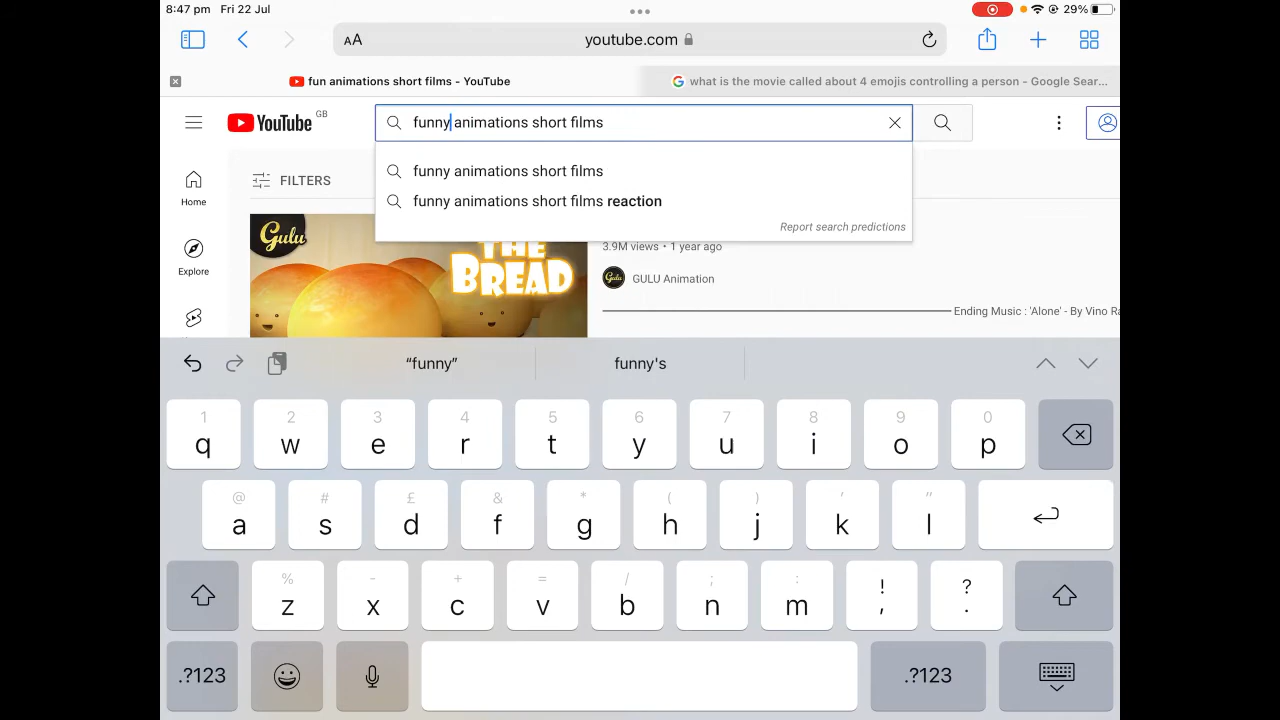 8:47 pm Fri 22 Jul
29%
AA youtube.com
fun animations short films - YouTube
what is the movie called about 4 emojis controlling a person - Google Sear...
YouTube GB
funny animations short films
funny animations short films
funny animations short films reaction
Report search predictions
FILTERS
Home
Explore
Gulu
THE
BREAD
3.9M views • 1 year ago
Gulu GULU Animation
Ending Music : 'Alone' - By Vino Ra
“funny” funny's
1 2 3 4 5 6 7 8 9 0
q w e r t y u i o p
@ # £ & * ( ) ' "
a s d f g h j k l
% - + = / ; : ! ?
z x c v b n m , .
.?123 .?123